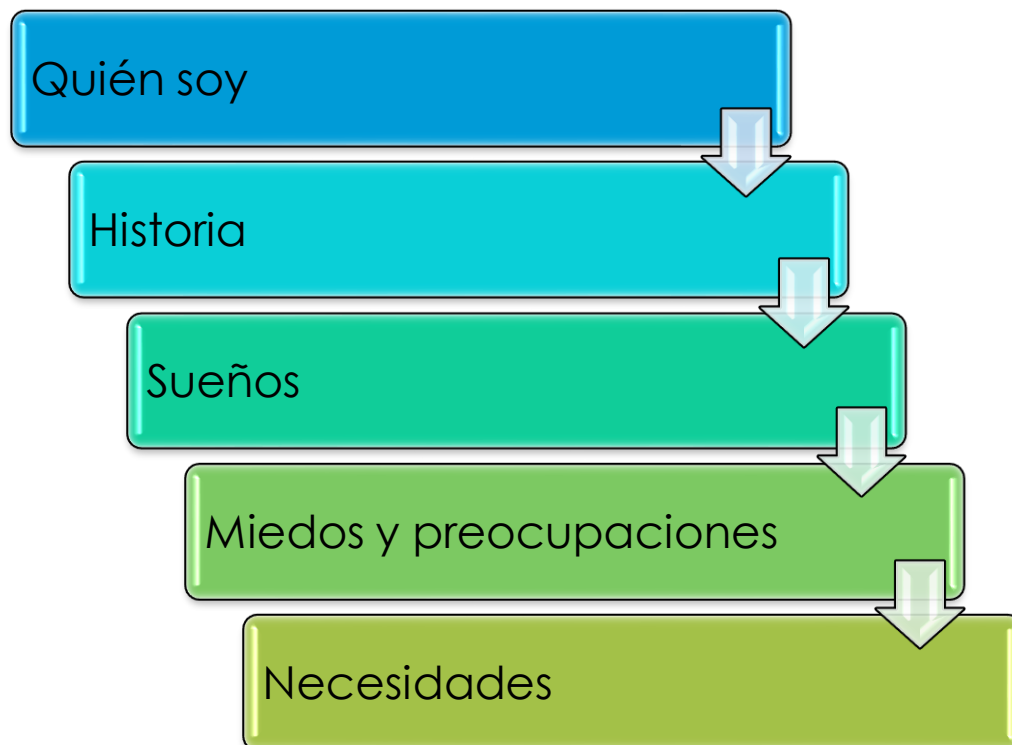 Quién soy
Historia
Sueños
Miedos y preocupaciones
Necesidades